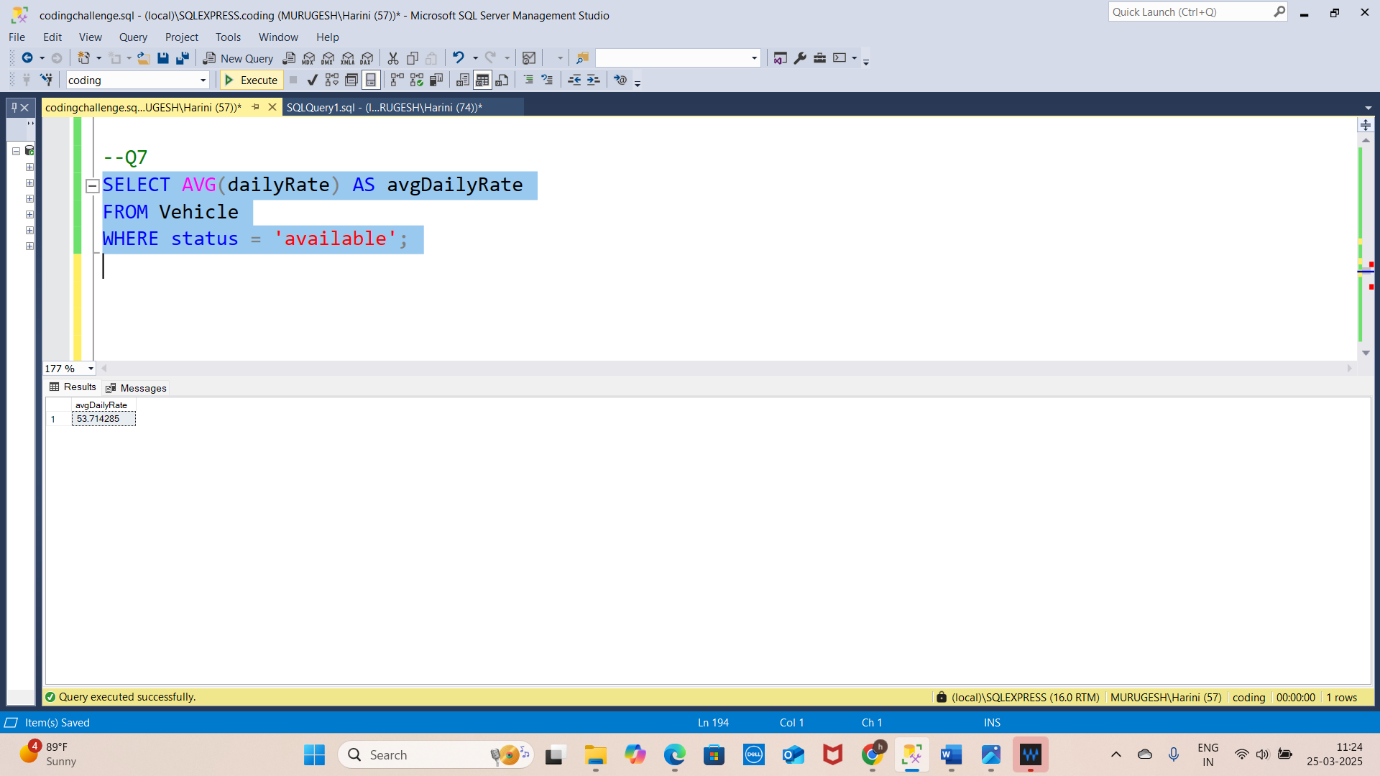 codingchallenge.sql - (local)\SQLEXPRESS.coding (MURUGESH\Harini (57))* - Microsoft SQL Server Management Studio
Quick Launch (Ctrl+Q)
File Edit View Query Project Tools Window Help
New Query
coding
Execute
codingchallenge.sq...UGESH\Harini (57))*
SQLQuery1.sql - (l...RUGESH\Harini (74))*
--Q7
SELECT AVG(dailyRate) AS avgDailyRate
FROM Vehicle
WHERE status = 'available';
177 %
Results Messages
avgDailyRate
1 53.714285
Query executed successfully.
(local)\SQLEXPRESS (16.0 RTM) MURUGESH\Harini (57) coding 00:00:00 1 rows
Item(s) Saved
Ln 194 Col 1 Ch 1 INS
4
89°F
Sunny
Search
DELL
h
ENG
IN
11:24
25-03-2025